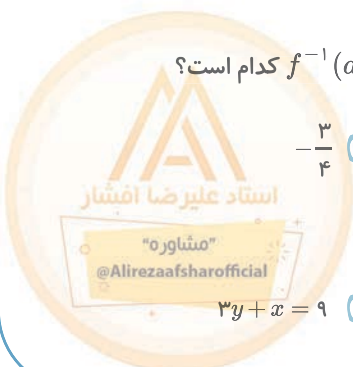 f⁻¹(a کدام است؟
-۳/۴
استاد علیرضا افشار
"مشاوره"
@Alirezaafsharofficial
۳y + x = ۹